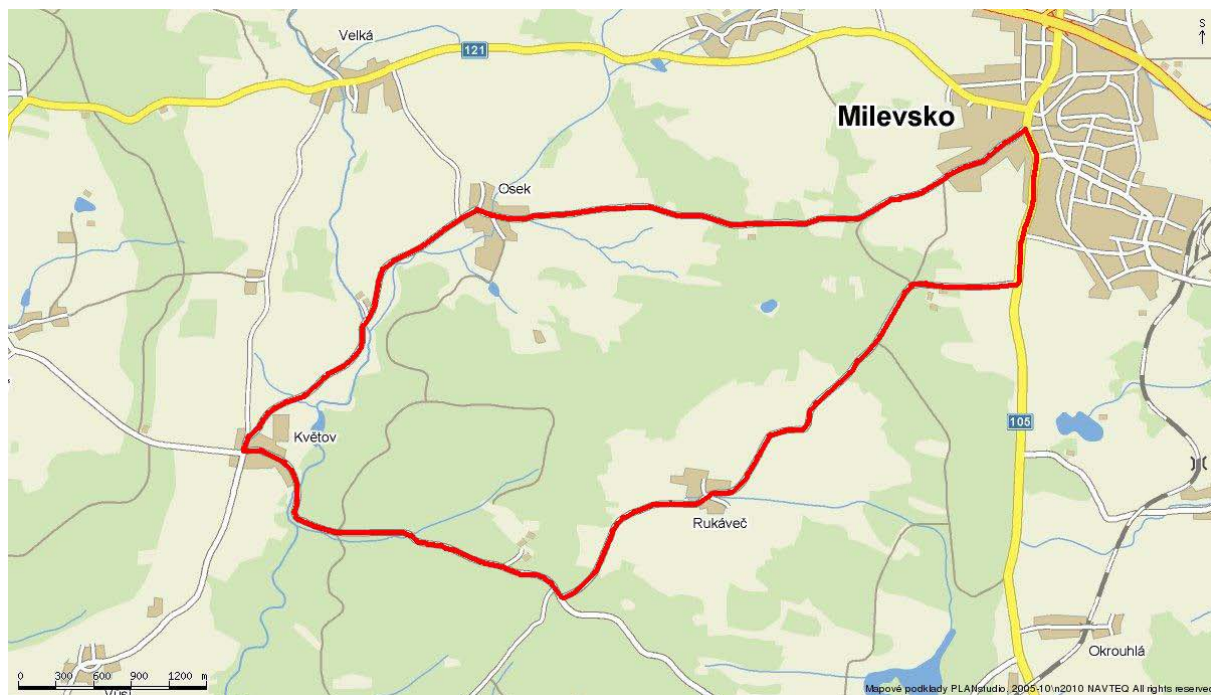 S
Velká
121
Milevsko
Osek
Květov
105
Rukáveč
Okrouhlá
0 300 600 900 1200 m
Mapové podklady PLANstudio, 2005-10\n2010 NAVTEQ All rights reserved